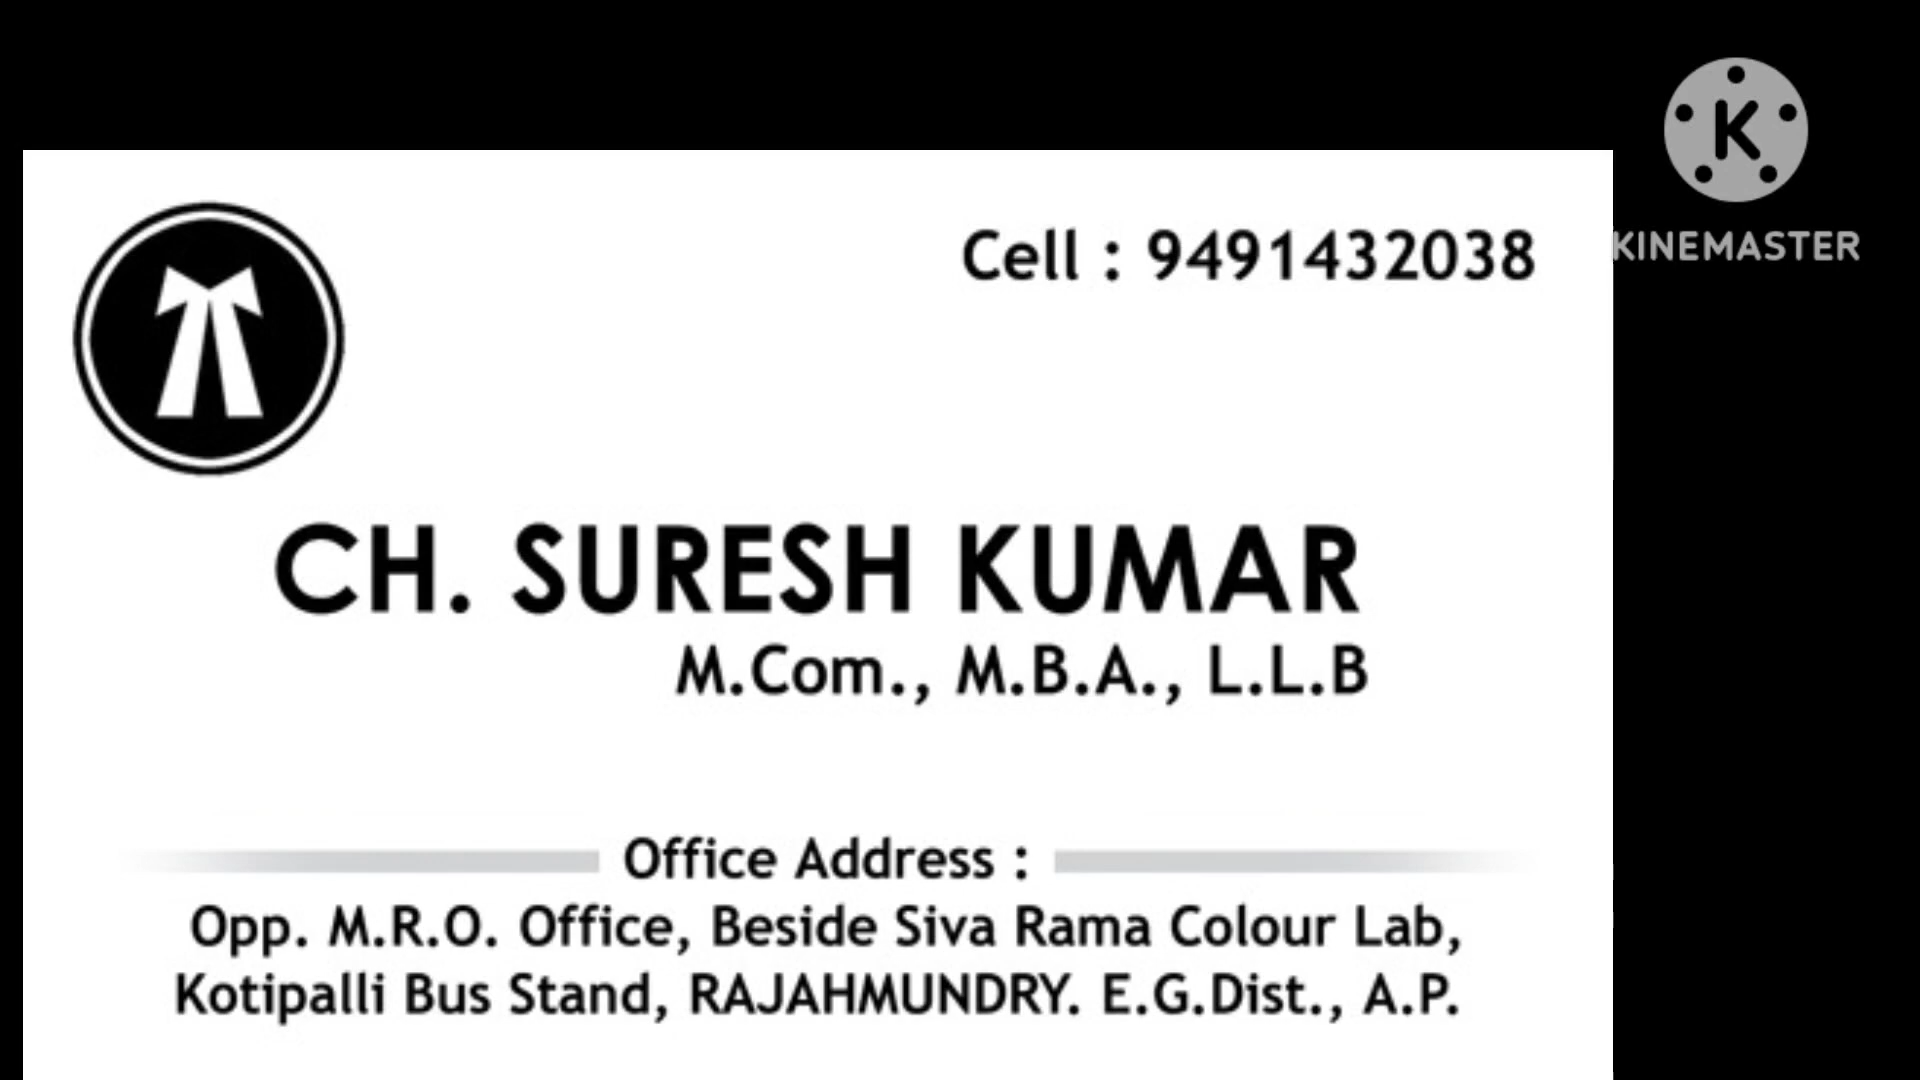 Cell : 9491432038
K
KINEMASTER
CH. SURESH KUMAR
M.Com., M.B.A., L.L.B
Office Address :
Opp. M.R.O. Office, Beside Siva Rama Colour Lab,
Kotipalli Bus Stand, RAJAHMUNDRY. E.G.Dist., A.P.